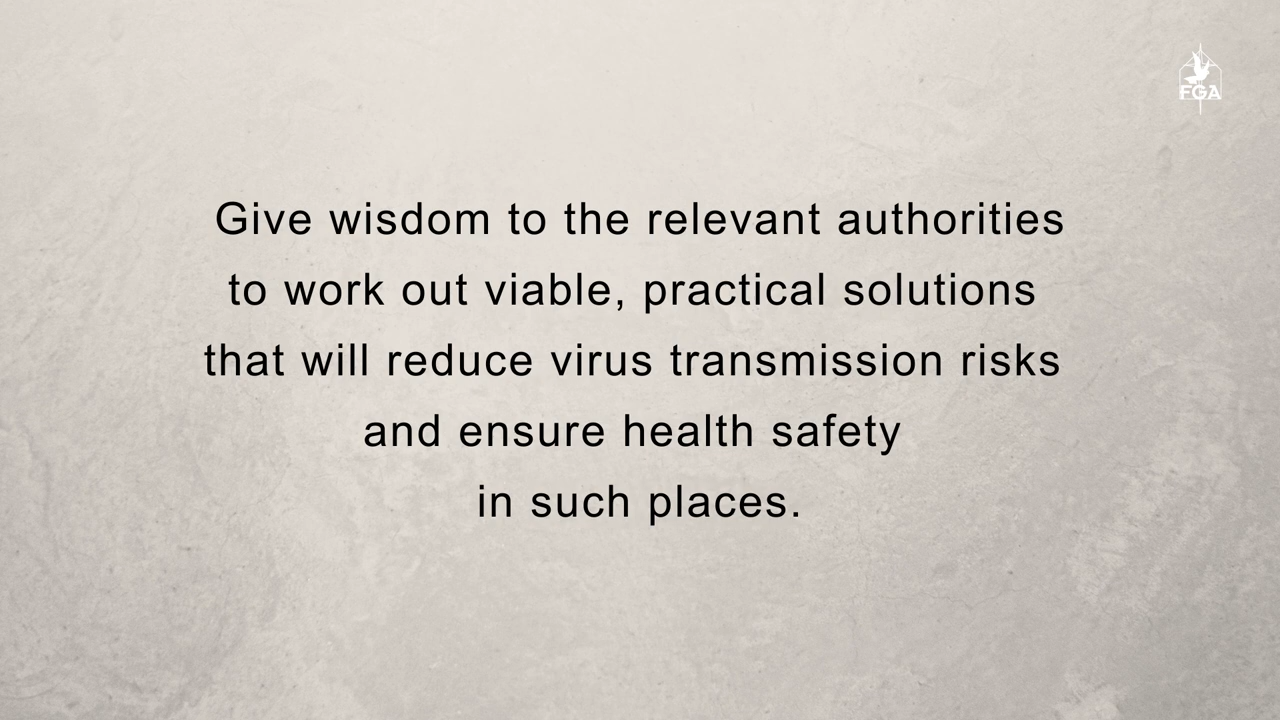 FGA
Give wisdom to the relevant authorities
to work out viable, practical solutions
that will reduce virus transmission risks
and ensure health safety
in such places.